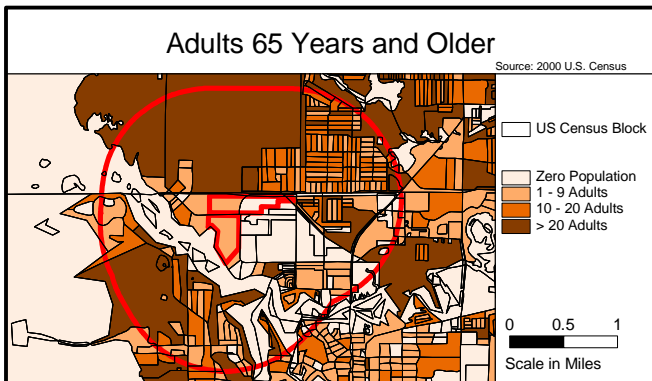 Adults 65 Years and Older
Source: 2000 U.S. Census
US Census Block
Zero Population
1 - 9 Adults
10 - 20 Adults
> 20 Adults
0 0.5 1
Scale in Miles